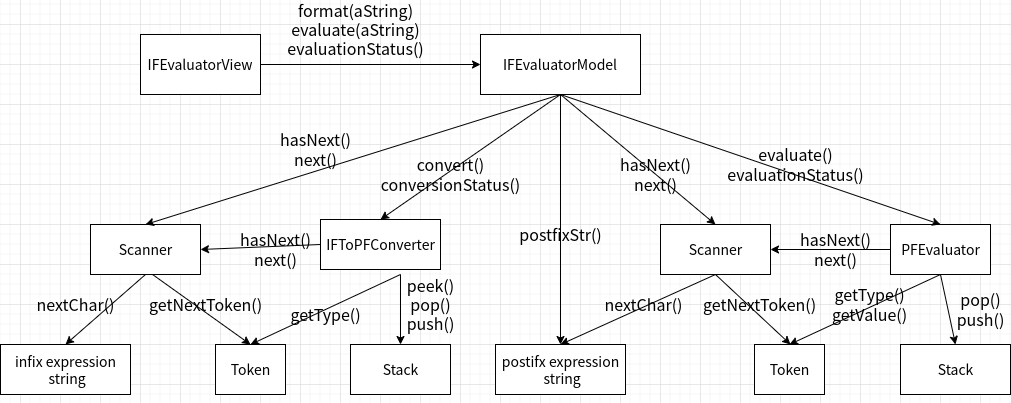 format(aString)
evaluate(aString)
evaluationStatus()
IFEvaluatorView
IFEvaluatorModel
hasNext()
next()
convert()
conversionStatus()
hasNext()
next()
evaluate()
evaluationStatus()
postfixStr()
Scanner
hasNext()
next()
IFToPFConverter
Scanner
hasNext()
next()
PFEvaluator
nextChar()
getNextToken()
getType()
peek()
pop()
push()
nextChar()
getNextToken()
getType()
getValue()
pop()
push()
infix expression
string
Token
Stack
postifx expression
string
Token
Stack